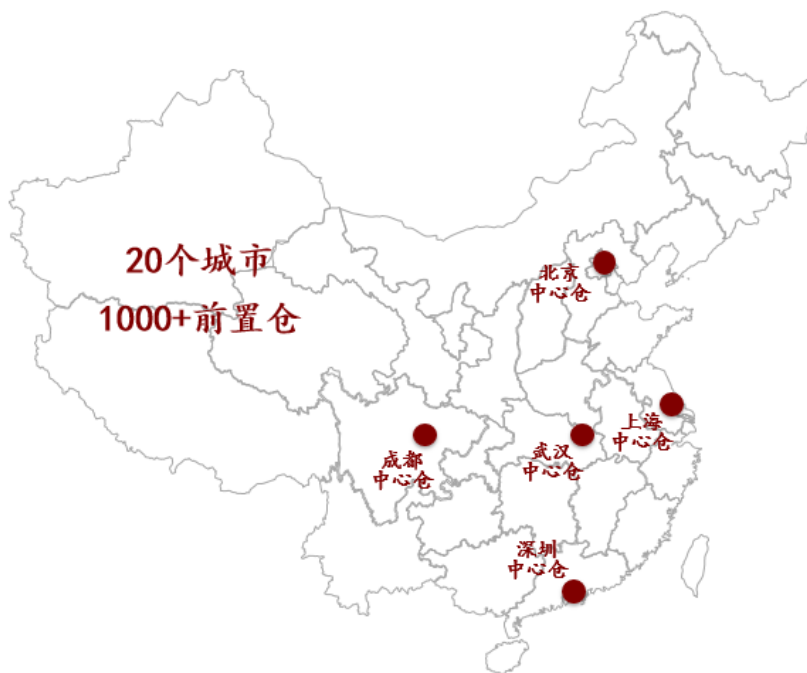 20个城市
1000+前置仓
北京
中心仓
上海
中心仓
武汉
中心仓
成都
中心仓
深圳
中心仓